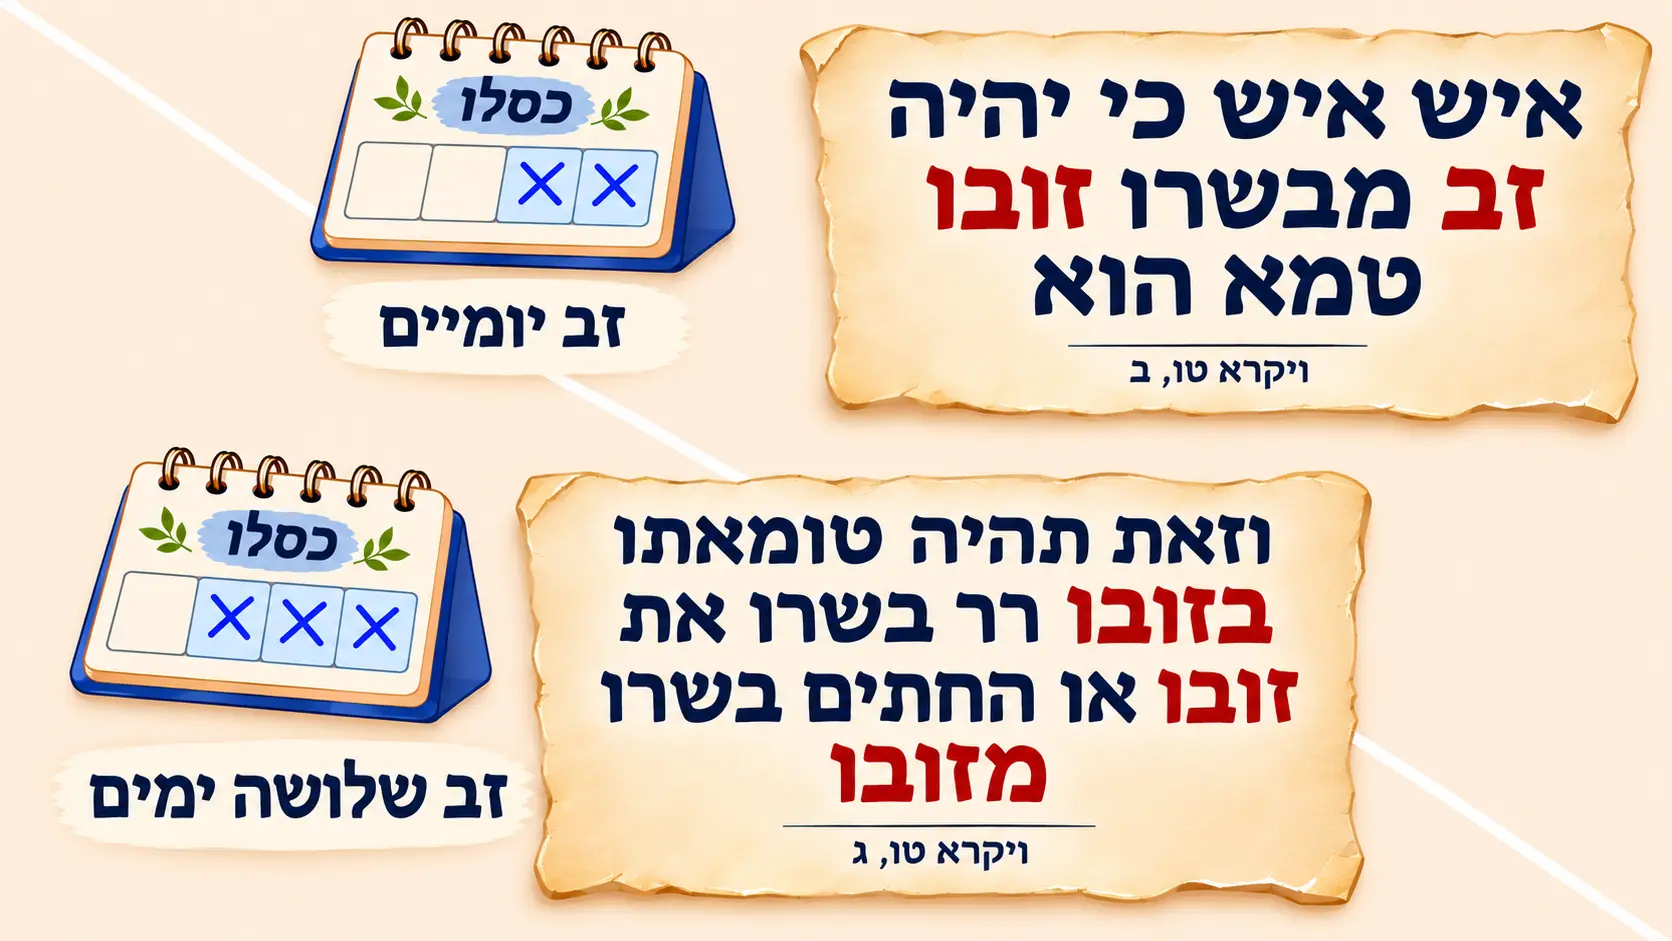 איש איש כי יהיה
זב מבשרו זובו
טמא הוא
ויקרא טו, ב
כסלו
זב יומיים
וזאת תהיה טומאתו
בזובו רר בשרו את
זובו או החתים בשרו
מזובו
ויקרא טו, ג
כסלו
זב שלושה ימים